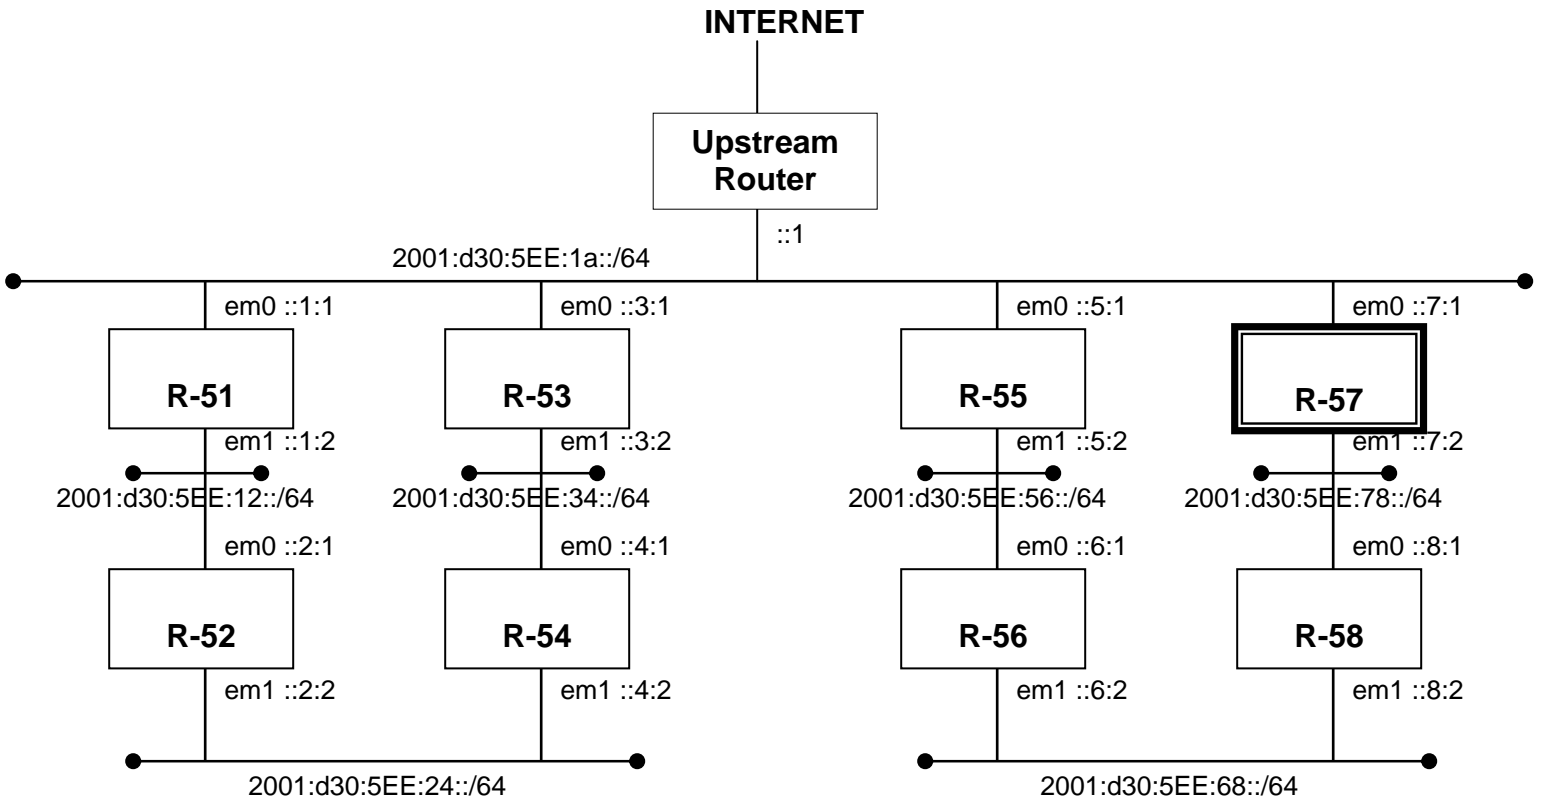 INTERNET
Upstream
Router
::1
2001:d30:5EE:1a::/64
em0 ::1:1
em0 ::3:1
em0 ::5:1
em0 ::7:1
R-51
R-53
R-55
R-57
em1 ::1:2
em1 ::3:2
em1 ::5:2
em1 ::7:2
2001:d30:5EE:12::/64
2001:d30:5EE:34::/64
2001:d30:5EE:56::/64
2001:d30:5EE:78::/64
em0 ::2:1
em0 ::4:1
em0 ::6:1
em0 ::8:1
R-52
R-54
R-56
R-58
em1 ::2:2
em1 ::4:2
em1 ::6:2
em1 ::8:2
2001:d30:5EE:24::/64
2001:d30:5EE:68::/64